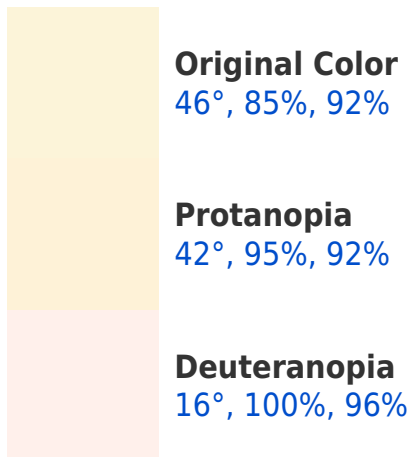 Original Color
46°, 85%, 92%
Protanopia
42°, 95%, 92%
Deuteranopia
16°, 100%, 96%